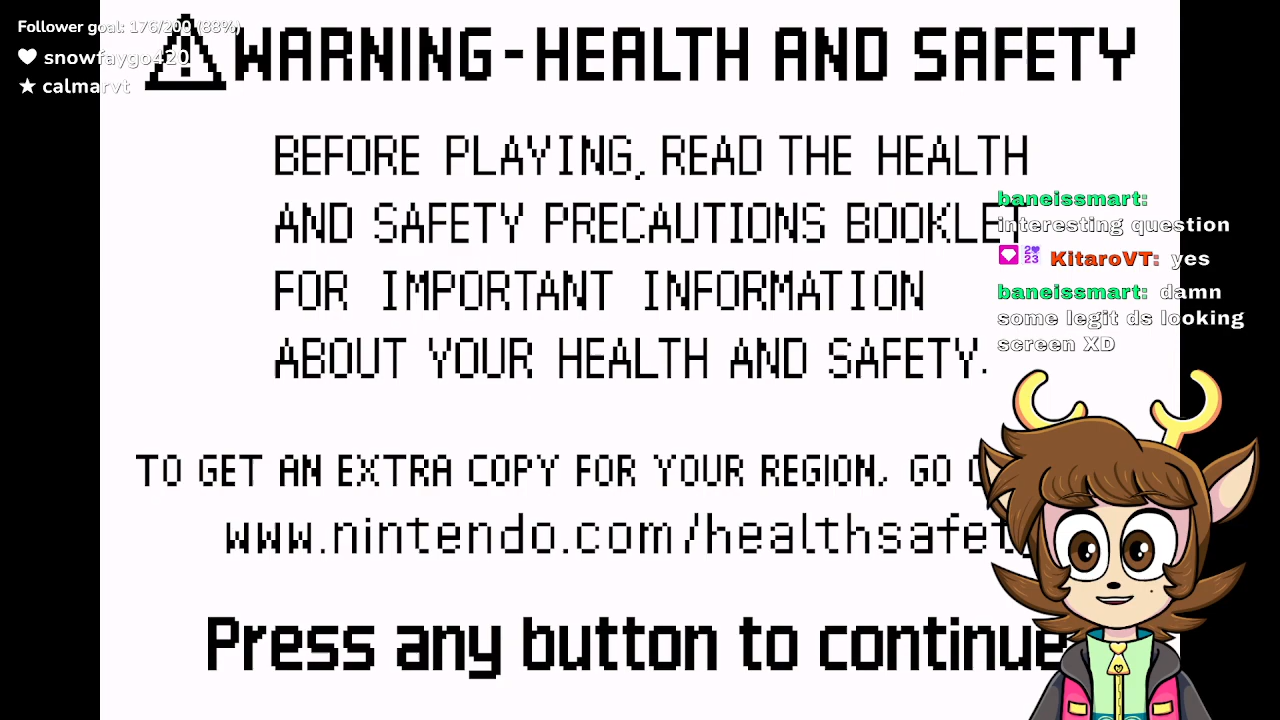 Follower goal: 176/200 (88%)
snowfaygo420
calmarvt
WARNING-HEALTH AND SAFETY
BEFORE PLAYING, READ THE HEALTH
AND SAFETY PRECAUTIONS BOOKLET
FOR IMPORTANT INFORMATION
ABOUT YOUR HEALTH AND SAFETY.
TO GET AN EXTRA COPY FOR YOUR REGION, GO
www.nintendo.com/healthsafety
Press any button to continue
baneissmart:
interesting question
KitaroVT: yes
baneissmart: damn
some legit ds looking
screen XD